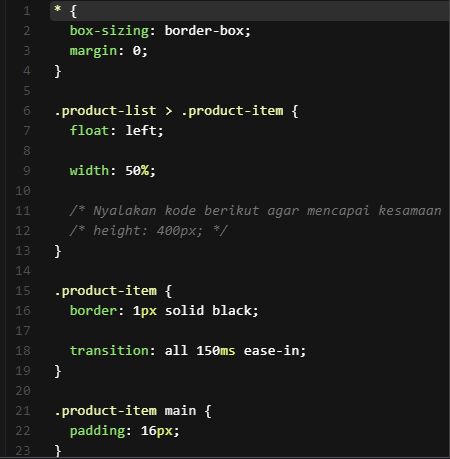 1 * {
2   box-sizing: border-box;
3   margin: 0;
4 }
5
6 .product-list > .product-item {
7   float: left;
8
9   width: 50%;
10
11   /* Nyalakan kode berikut agar mencapai kesamaan
12   /* height: 400px; */
13 }
14
15 .product-item {
16   border: 1px solid black;
17
18   transition: all 150ms ease-in;
19 }
20
21 .product-item main {
22   padding: 16px;
23 }